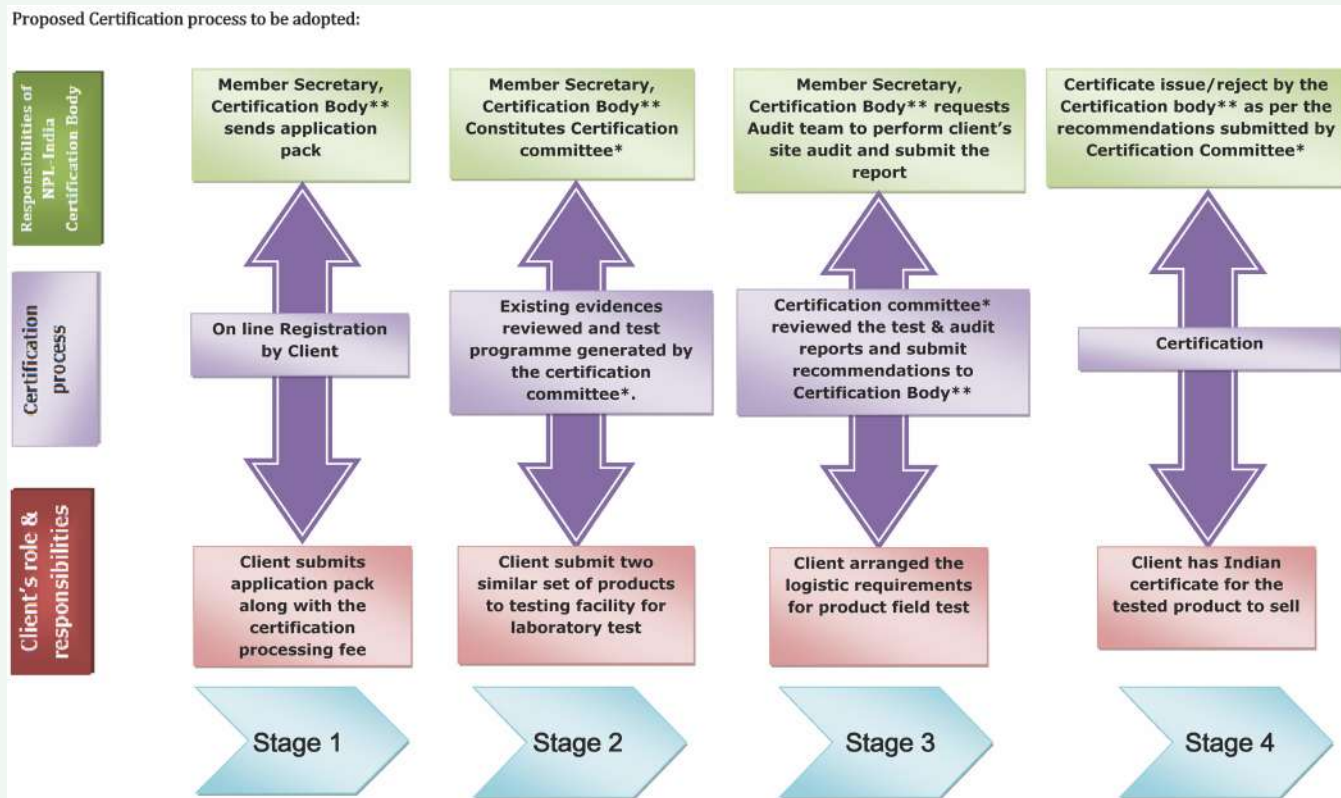 Proposed Certification process to be adopted:
Responsibilities of
NPL-India
Certification Body
Member Secretary,
Certification Body**
sends application
pack
Member Secretary,
Certification Body**
Constitutes Certification
committee*
Member Secretary,
Certification Body** requests
Audit team to perform client's
site audit and submit the
report
Certificate issue/reject by the
Certification body** as per the
recommendations submitted by
Certification Committee*
Certification
process
On line Registration
by Client
Existing evidences
reviewed and test
programme generated by
the certification
committee*.
Certification committee*
reviewed the test & audit
reports and submit
recommendations to
Certification Body**
Certification
Client's role &
responsibilities
Client submits
application pack
along with the
certification
processing fee
Client submit two
similar set of products
to testing facility for
laboratory test
Client arranged the
logistic requirements
for product field test
Client has Indian
certificate for the
tested product to sell
Stage 1
Stage 2
Stage 3
Stage 4